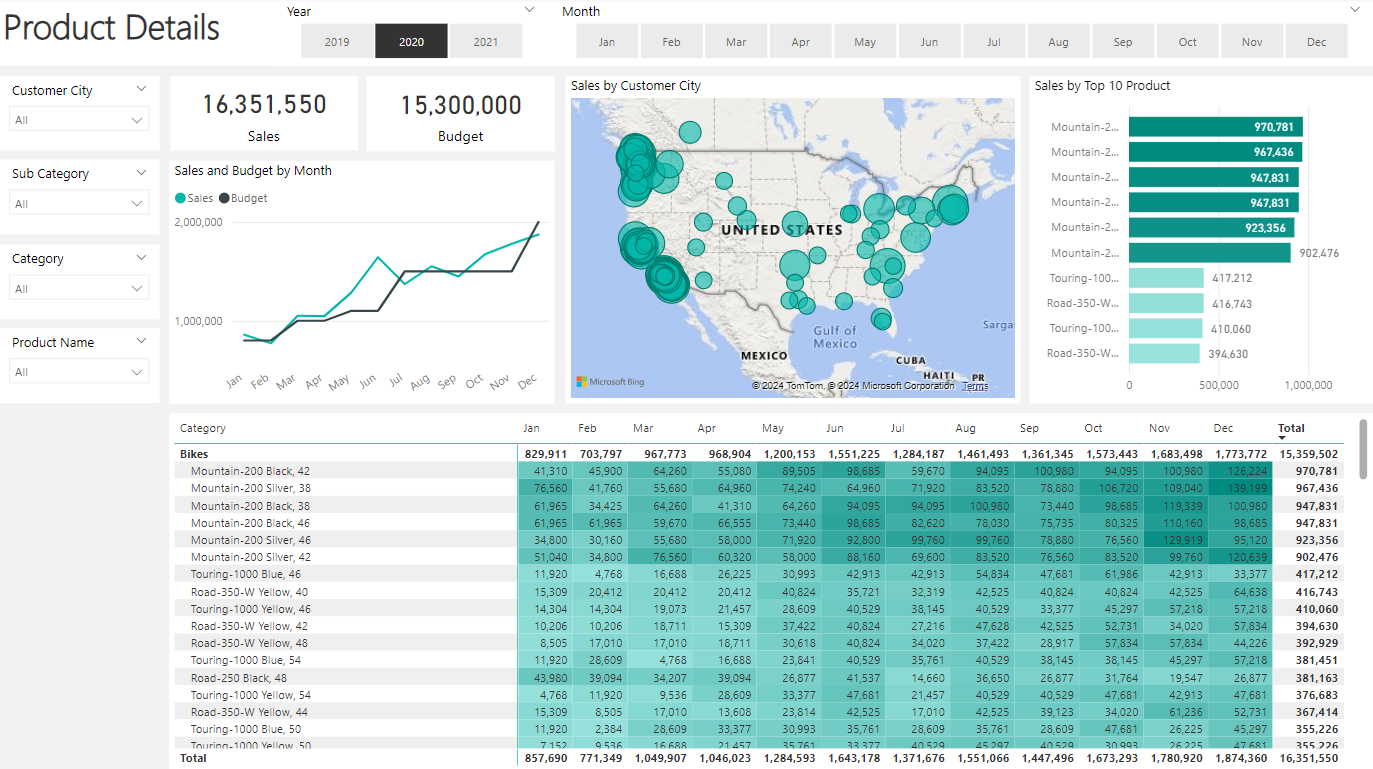 Product Details
Year
2019 2020 2021
Month
Jan Feb Mar Apr May Jun Jul Aug Sep Oct Nov Dec
Customer City
All
Sub Category
All
Category
All
Product Name
All
16,351,550
Sales
15,300,000
Budget
Sales and Budget by Month
Sales Budget
2,000,000
1,000,000
Jan Feb Mar Apr May Jun Jul Aug Sep Oct Nov Dec
Sales by Customer City
UNITED STATES
Gulf of
Mexico
Sargas
MEXICO
CUBA
HAITI
PR
Microsoft Bing
© 2024 TomTom, © 2024 Microsoft Corporation Terms
Sales by Top 10 Product
Mountain-2... 970,781
Mountain-2... 967,436
Mountain-2... 947,831
Mountain-2... 947,831
Mountain-2... 923,356
Mountain-2... 902,476
Touring-100... 417,212
Road-350-W... 416,743
Touring-100... 410,060
Road-350-W... 394,630
0 500,000 1,000,000
Category Jan Feb Mar Apr May Jun Jul Aug Sep Oct Nov Dec Total
Bikes 829,911 703,797 967,773 968,904 1,200,153 1,551,225 1,284,187 1,461,493 1,361,345 1,573,443 1,683,498 1,773,772 15,359,502
Mountain-200 Black, 42 41,310 45,900 64,260 55,080 89,505 98,685 59,670 94,095 100,980 94,095 100,980 126,224 970,781
Mountain-200 Silver, 38 76,560 41,760 55,680 64,960 74,240 64,960 71,920 83,520 78,880 106,720 109,040 139,199 967,436
Mountain-200 Black, 38 61,965 34,425 64,260 41,310 64,260 94,095 94,095 100,980 73,440 98,685 119,339 100,980 947,831
Mountain-200 Black, 46 61,965 61,965 59,670 66,555 73,440 98,685 82,620 78,030 75,735 80,325 110,160 98,685 947,831
Mountain-200 Silver, 46 34,800 30,160 55,680 58,000 71,920 92,800 99,760 99,760 78,880 76,560 129,919 95,120 923,356
Mountain-200 Silver, 42 51,040 34,800 76,560 60,320 58,000 88,160 69,600 83,520 76,560 83,520 99,760 120,639 902,476
Touring-1000 Blue, 46 11,920 4,768 16,688 26,225 30,993 42,913 42,913 54,834 47,681 61,986 42,913 33,377 417,212
Road-350-W Yellow, 40 15,309 20,412 20,412 20,412 40,824 35,721 32,319 42,525 40,824 40,824 42,525 64,638 416,743
Touring-1000 Yellow, 46 14,304 14,304 19,073 21,457 28,609 40,529 38,145 40,529 33,377 45,297 57,218 57,218 410,060
Road-350-W Yellow, 42 10,206 10,206 18,711 15,309 37,422 40,824 27,216 47,628 42,525 52,731 34,020 57,834 394,630
Road-350-W Yellow, 48 8,505 17,010 17,010 18,711 30,618 40,824 34,020 37,422 28,917 57,834 57,834 44,226 392,929
Touring-1000 Blue, 54 11,920 28,609 4,768 16,688 23,841 40,529 35,761 40,529 38,145 38,145 45,297 57,218 381,451
Road-250 Black, 48 43,980 39,094 34,207 39,094 26,877 41,537 14,660 36,650 26,877 31,764 19,547 26,877 381,163
Touring-1000 Yellow, 54 4,768 11,920 9,536 28,609 33,377 47,681 21,457 40,529 40,529 47,681 42,913 47,681 376,683
Road-350-W Yellow, 44 15,309 8,505 17,010 13,608 23,814 42,525 17,010 42,525 39,123 34,020 61,236 52,731 367,414
Touring-1000 Blue, 50 11,920 2,384 28,609 33,377 30,993 35,761 28,609 35,761 28,609 47,681 26,225 45,297 355,226
Touring-1000 Yellow, 50 7,152 9,536 16,688 21,457 35,761 33,377 40,529 45,297 40,529 30,993 26,225 47,681 355,226
Total 857,690 771,349 1,049,907 1,046,023 1,284,593 1,643,178 1,371,676 1,551,066 1,447,496 1,673,293 1,780,920 1,874,360 16,351,550